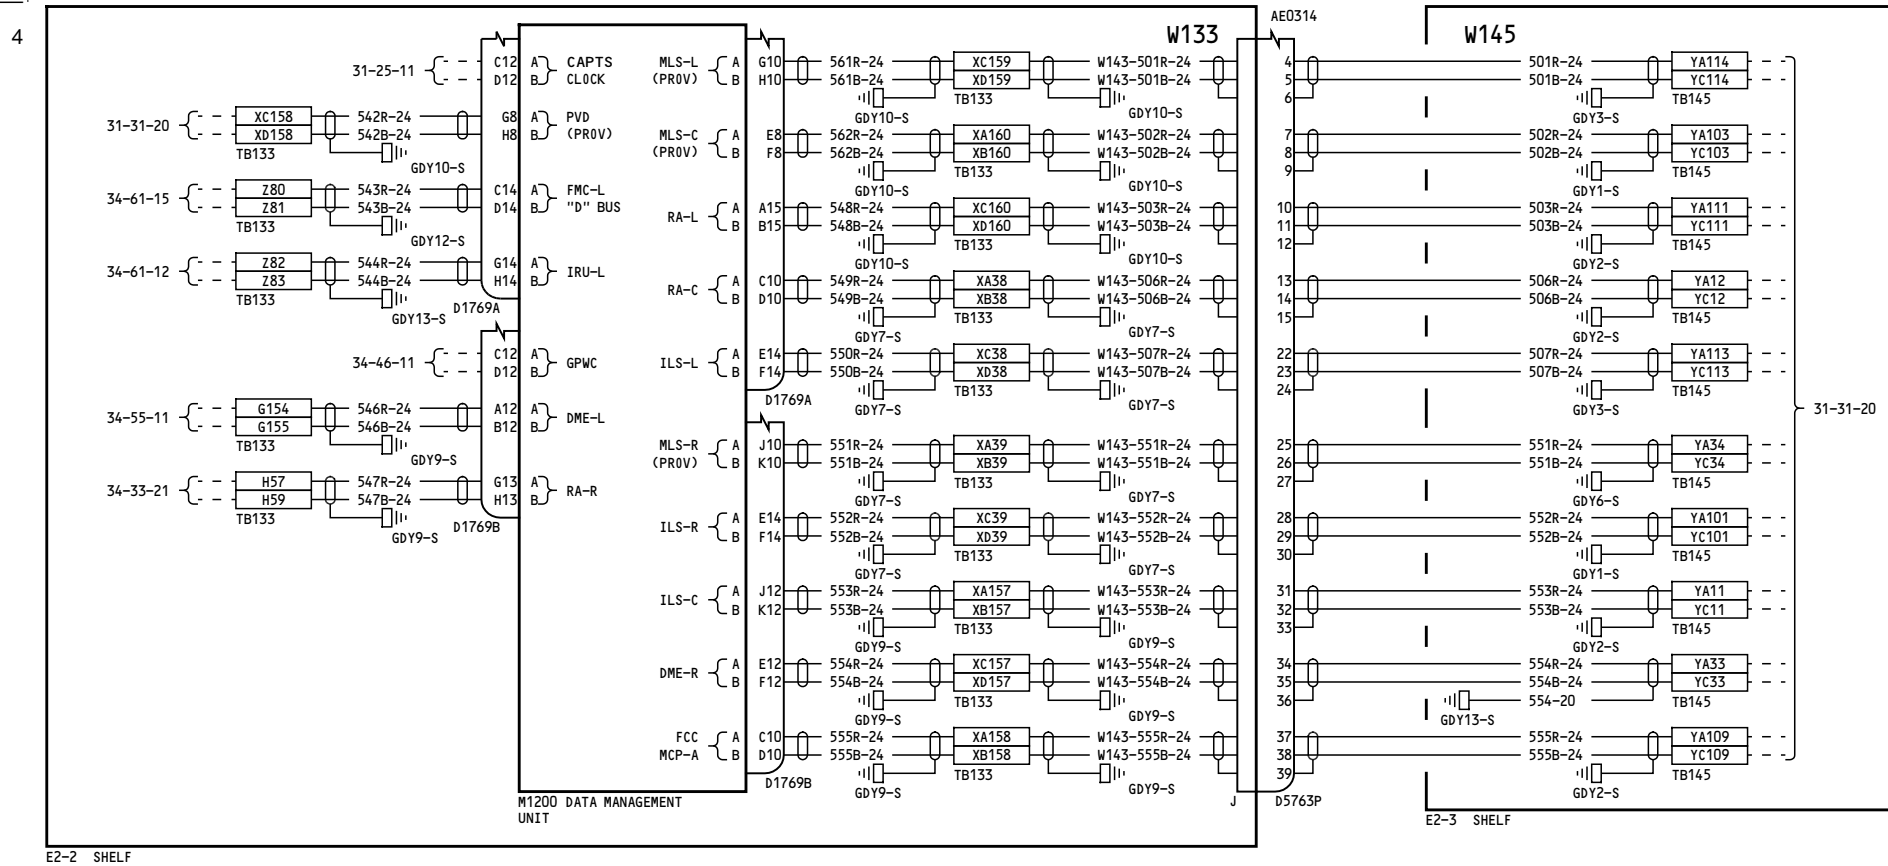 4
AE0314
W133
W145
31-25-11 C12 A CAPTS
D12 B CLOCK
31-31-20 XC158 542R-24 G8 A PVD
XD158 542B-24 H8 B (PROV)
TB133 GDY10-S
34-61-15 Z80 543R-24 C14 A FMC-L
Z81 543B-24 D14 B "D" BUS
TB133 GDY12-S
34-61-12 Z82 544R-24 G14 A IRU-L
Z83 544B-24 H14 B
TB133 GDY13-S D1769A
34-46-11 C12 A GPWC
D12 B
34-55-11 G154 546R-24 A12 A DME-L
G155 546B-24 B12 B
TB133 GDY9-S
34-33-21 H57 547R-24 G13 A RA-R
H59 547B-24 H13 B
TB133 GDY9-S D1769B
MLS-L A G10 561R-24 XC159 W143-501R-24 4 501R-24 YA114
(PROV) B H10 561B-24 XD159 W143-501B-24 5 501B-24 YC114
GDY10-S TB133 GDY10-S 6 GDY3-S TB145
MLS-C A E8 562R-24 XA160 W143-502R-24 7 502R-24 YA103
(PROV) B F8 562B-24 XB160 W143-502B-24 8 502B-24 YC103
GDY10-S TB133 GDY10-S 9 GDY1-S TB145
RA-L A A15 548R-24 XC160 W143-503R-24 10 503R-24 YA111
B B15 548B-24 XD160 W143-503B-24 11 503B-24 YC111
GDY10-S TB133 GDY10-S 12 GDY2-S TB145
RA-C A C10 549R-24 XA38 W143-506R-24 13 506R-24 YA12
B D10 549B-24 XB38 W143-506B-24 14 506B-24 YC12
GDY7-S TB133 GDY7-S 15 GDY2-S TB145
ILS-L A E14 550R-24 XC38 W143-507R-24 22 507R-24 YA113
B F14 550B-24 XD38 W143-507B-24 23 507B-24 YC113
D1769A GDY7-S TB133 GDY7-S 24 GDY3-S TB145
31-31-20
MLS-R A J10 551R-24 XA39 W143-551R-24 25 551R-24 YA34
(PROV) B K10 551B-24 XB39 W143-551B-24 26 551B-24 YC34
GDY7-S TB133 GDY7-S 27 GDY6-S TB145
ILS-R A E14 552R-24 XC39 W143-552R-24 28 552R-24 YA101
B F14 552B-24 XD39 W143-552B-24 29 552B-24 YC101
GDY7-S TB133 GDY7-S 30 GDY1-S TB145
ILS-C A J12 553R-24 XA157 W143-553R-24 31 553R-24 YA11
B K12 553B-24 XB157 W143-553B-24 32 553B-24 YC11
GDY9-S TB133 GDY9-S 33 GDY2-S TB145
DME-R A E12 554R-24 XC157 W143-554R-24 34 554R-24 YA33
B F12 554B-24 XD157 W143-554B-24 35 554B-24 YC33
GDY9-S TB133 GDY9-S 36 GDY13-S 554-20 TB145
FCC A C10 555R-24 XA158 W143-555R-24 37 555R-24 YA109
MCP-A B D10 555B-24 XB158 W143-555B-24 38 555B-24 YC109
D1769B GDY9-S TB133 GDY9-S 39 GDY2-S TB145
M1200 DATA MANAGEMENT
UNIT
J D5763P
E2-3 SHELF
E2-2 SHELF